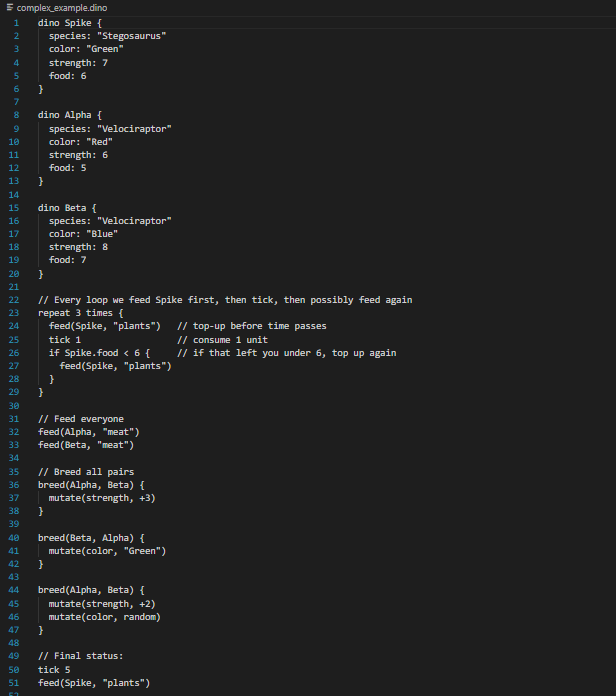 complex_example.dino
1 dino Spike {
2 species: "Stegosaurus"
3 color: "Green"
4 strength: 7
5 food: 6
6 }
7
8 dino Alpha {
9 species: "Velociraptor"
10 color: "Red"
11 strength: 6
12 food: 5
13 }
14
15 dino Beta {
16 species: "Velociraptor"
17 color: "Blue"
18 strength: 8
19 food: 7
20 }
21
22 // Every loop we feed Spike first, then tick, then possibly feed again
23 repeat 3 times {
24 feed(Spike, "plants") // top-up before time passes
25 tick 1 // consume 1 unit
26 if Spike.food < 6 { // if that left you under 6, top up again
27 feed(Spike, "plants")
28 }
29 }
30
31 // Feed everyone
32 feed(Alpha, "meat")
33 feed(Beta, "meat")
34
35 // Breed all pairs
36 breed(Alpha, Beta) {
37 mutate(strength, +3)
38 }
39
40 breed(Beta, Alpha) {
41 mutate(color, "Green")
42 }
43
44 breed(Alpha, Beta) {
45 mutate(strength, +2)
46 mutate(color, random)
47 }
48
49 // Final status:
50 tick 5
51 feed(Spike, "plants")
52